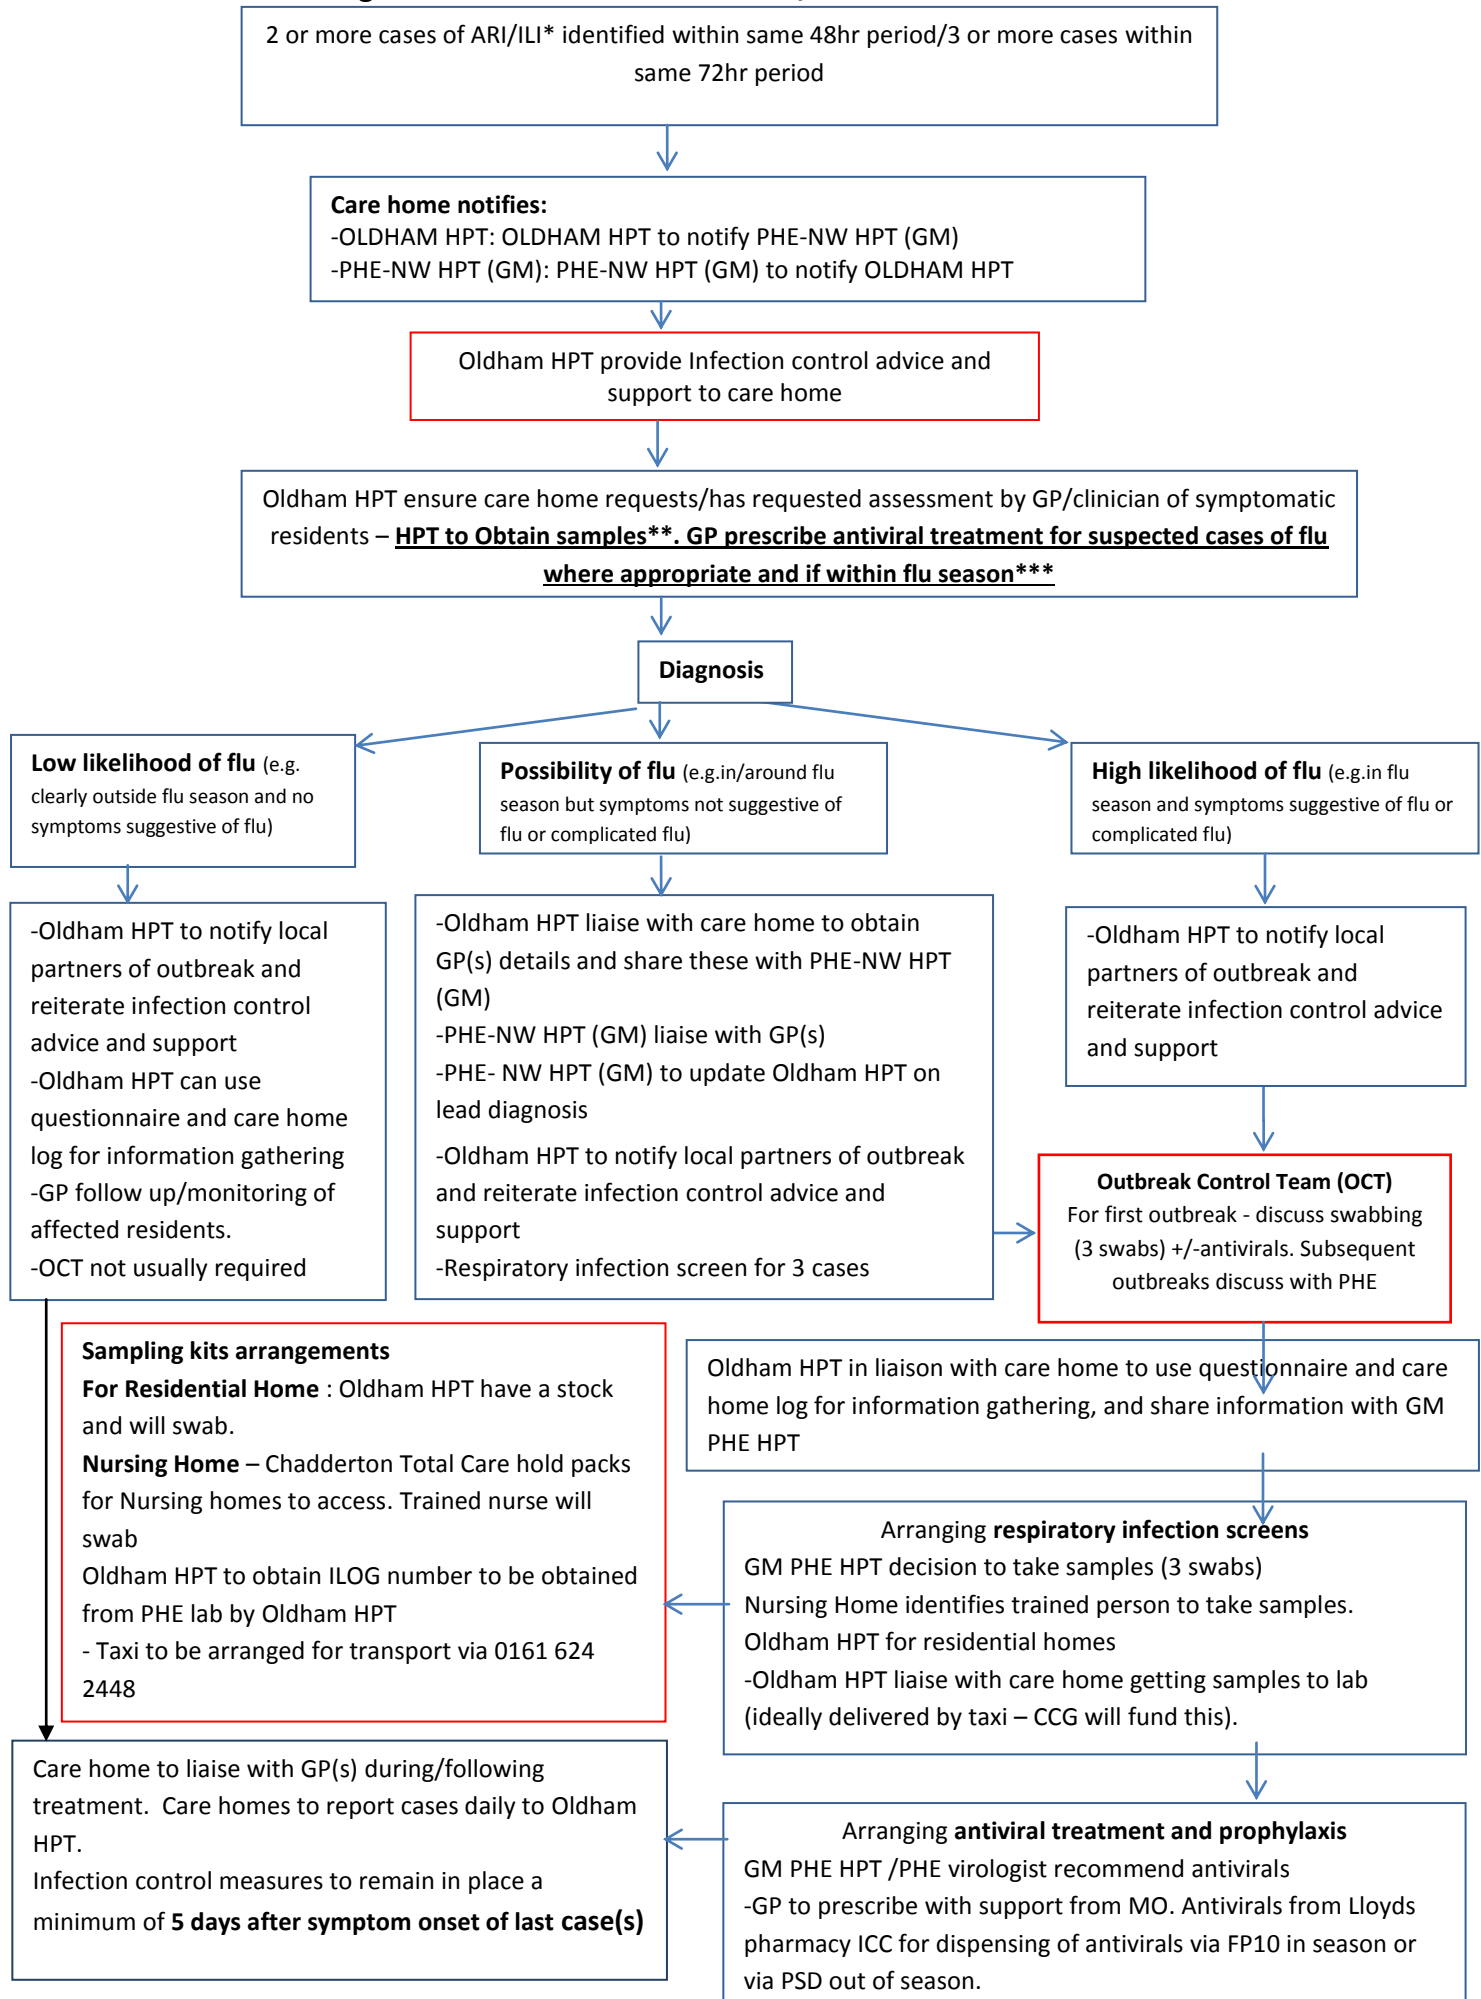 2 or more cases of ARI/ILI* identified within same 48hr period/3 or more cases within
same 72hr period
Care home notifies:
-OLDHAM HPT: OLDHAM HPT to notify PHE-NW HPT (GM)
-PHE-NW HPT (GM): PHE-NW HPT (GM) to notify OLDHAM HPT
Oldham HPT provide Infection control advice and
support to care home
Oldham HPT ensure care home requests/has requested assessment by GP/clinician of symptomatic
residents – HPT to Obtain samples**. GP prescribe antiviral treatment for suspected cases of flu
where appropriate and if within flu season***
Diagnosis
Low likelihood of flu (e.g.
clearly outside flu season and no
symptoms suggestive of flu)
Possibility of flu (e.g.in/around flu
season but symptoms not suggestive of
flu or complicated flu)
High likelihood of flu (e.g.in flu
season and symptoms suggestive of flu or
complicated flu)
-Oldham HPT to notify local
partners of outbreak and
reiterate infection control
advice and support
-Oldham HPT can use
questionnaire and care home
log for information gathering
-GP follow up/monitoring of
affected residents.
-OCT not usually required
-Oldham HPT liaise with care home to obtain
GP(s) details and share these with PHE-NW HPT
(GM)
-PHE-NW HPT (GM) liaise with GP(s)
-PHE- NW HPT (GM) to update Oldham HPT on
lead diagnosis
-Oldham HPT to notify local partners of outbreak
and reiterate infection control advice and
support
-Respiratory infection screen for 3 cases
-Oldham HPT to notify local
partners of outbreak and
reiterate infection control advice
and support
Outbreak Control Team (OCT)
For first outbreak - discuss swabbing
(3 swabs) +/-antivirals. Subsequent
outbreaks discuss with PHE
Sampling kits arrangements
For Residential Home : Oldham HPT have a stock
and will swab.
Nursing Home – Chadderton Total Care hold packs
for Nursing homes to access. Trained nurse will
swab
Oldham HPT to obtain ILOG number to be obtained
from PHE lab by Oldham HPT
- Taxi to be arranged for transport via 0161 624
2448
Oldham HPT in liaison with care home to use questionnaire and care
home log for information gathering, and share information with GM
PHE HPT
Arranging respiratory infection screens
GM PHE HPT decision to take samples (3 swabs)
Nursing Home identifies trained person to take samples.
Oldham HPT for residential homes
-Oldham HPT liaise with care home getting samples to lab
(ideally delivered by taxi – CCG will fund this).
Care home to liaise with GP(s) during/following
treatment.  Care homes to report cases daily to Oldham
HPT.
Infection control measures to remain in place a
minimum of 5 days after symptom onset of last case(s)
Arranging antiviral treatment and prophylaxis
GM PHE HPT /PHE virologist recommend antivirals
-GP to prescribe with support from MO. Antivirals from Lloyds
pharmacy ICC for dispensing of antivirals via FP10 in season or
via PSD out of season.